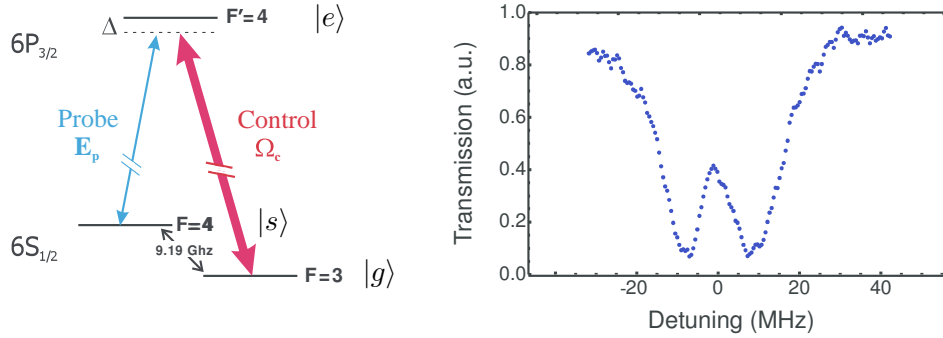 F'=4
|e⟩
Δ
6P3/2
Probe
Ep
Control
Ωc
F=4
|s⟩
6S1/2
9.19 Ghz
F=3
|g⟩
1.0
0.8
0.6
0.4
0.2
0.0
Transmission (a.u.)
-20
0
20
40
Detuning (MHz)